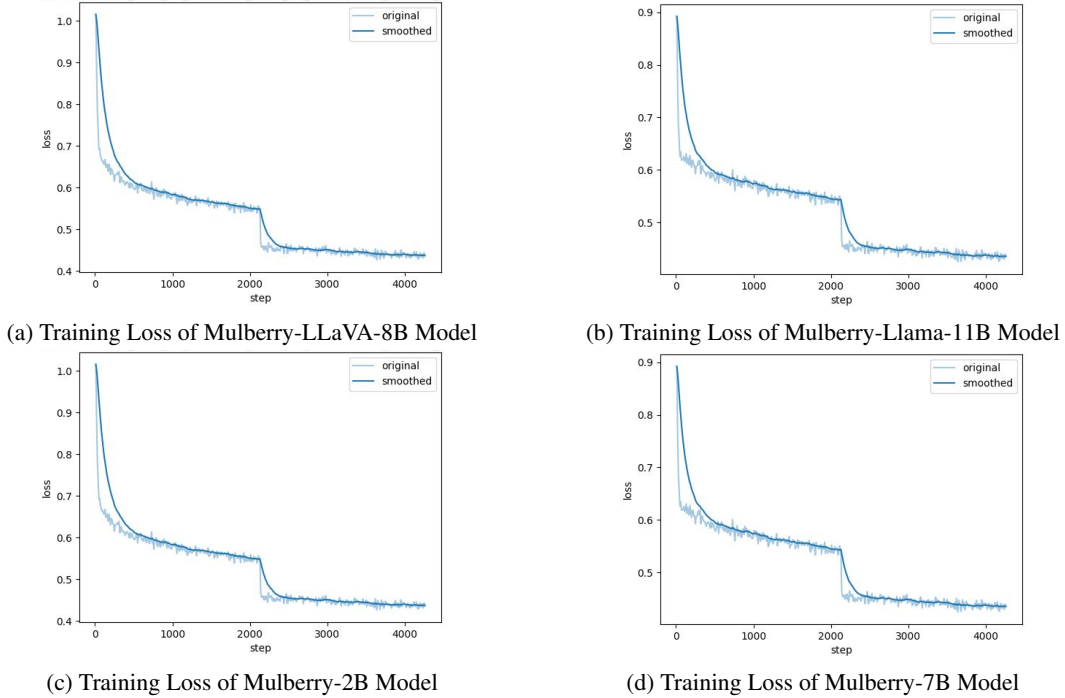 1.0
0.9
0.8
0.7
0.6
0.5
0.4
loss
0 1000 2000 3000 4000
step
original
smoothed
(a) Training Loss of Mulberry-LLaVA-8B Model
0.9
0.8
0.7
0.6
0.5
loss
0 1000 2000 3000 4000
step
original
smoothed
(b) Training Loss of Mulberry-Llama-11B Model
1.0
0.9
0.8
0.7
0.6
0.5
0.4
loss
0 1000 2000 3000 4000
step
original
smoothed
(c) Training Loss of Mulberry-2B Model
0.9
0.8
0.7
0.6
0.5
loss
0 1000 2000 3000 4000
step
original
smoothed
(d) Training Loss of Mulberry-7B Model